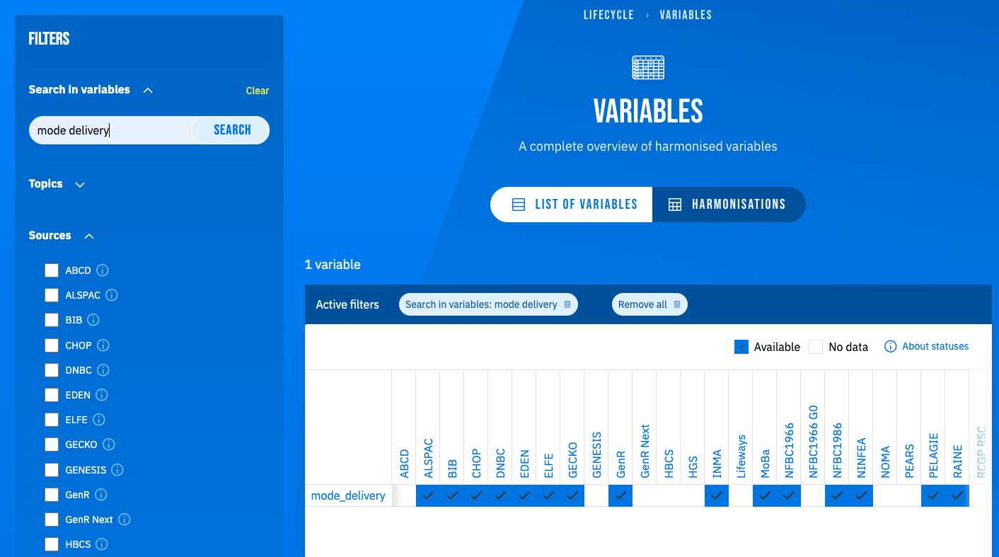 FILTERS
Search in variables
Clear
mode delivery
SEARCH
Topics
Sources
ABCD
ALSPAC
BIB
CHOP
DNBC
EDEN
ELFE
GECKO
GENESIS
GenR
GenR Next
HBCS
LIFECYCLE › VARIABLES
VARIABLES
A complete overview of harmonised variables
LIST OF VARIABLES
HARMONISATIONS
1 variable
Active filters
Search in variables: mode delivery
Remove all
Available
No data
About statuses
ABCD
ALSPAC
BIB
CHOP
DNBC
EDEN
ELFE
GECKO
GENESIS
GenR
GenR Next
HBCS
HGS
INMA
Lifeways
MoBa
NFBC1966
NFBC1966 G0
NFBC1986
NINFEA
NOMA
PEARS
PELAGIE
RAINE
RCGP RSC
mode_delivery